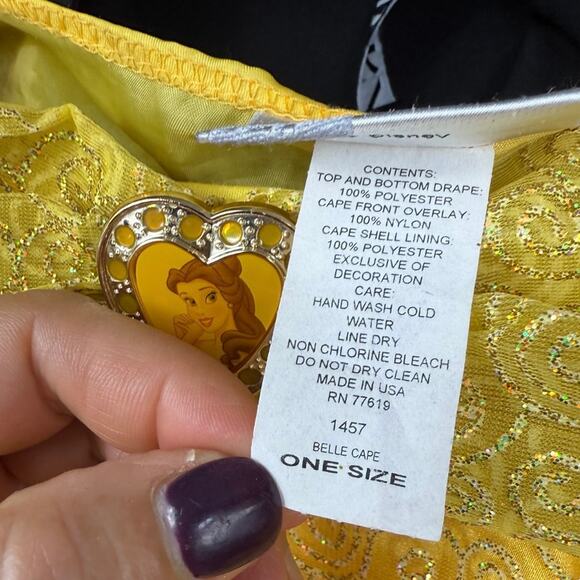 Disney
CONTENTS:
TOP AND BOTTOM DRAPE:
100% POLYESTER
CAPE FRONT OVERLAY:
100% NYLON
CAPE SHELL LINING:
100% POLYESTER
EXCLUSIVE OF
DECORATION
CARE:
HAND WASH COLD
WATER
LINE DRY
NON CHLORINE BLEACH
DO NOT DRY CLEAN
MADE IN USA
RN 77619
1457
BELLE CAPE
ONE SIZE